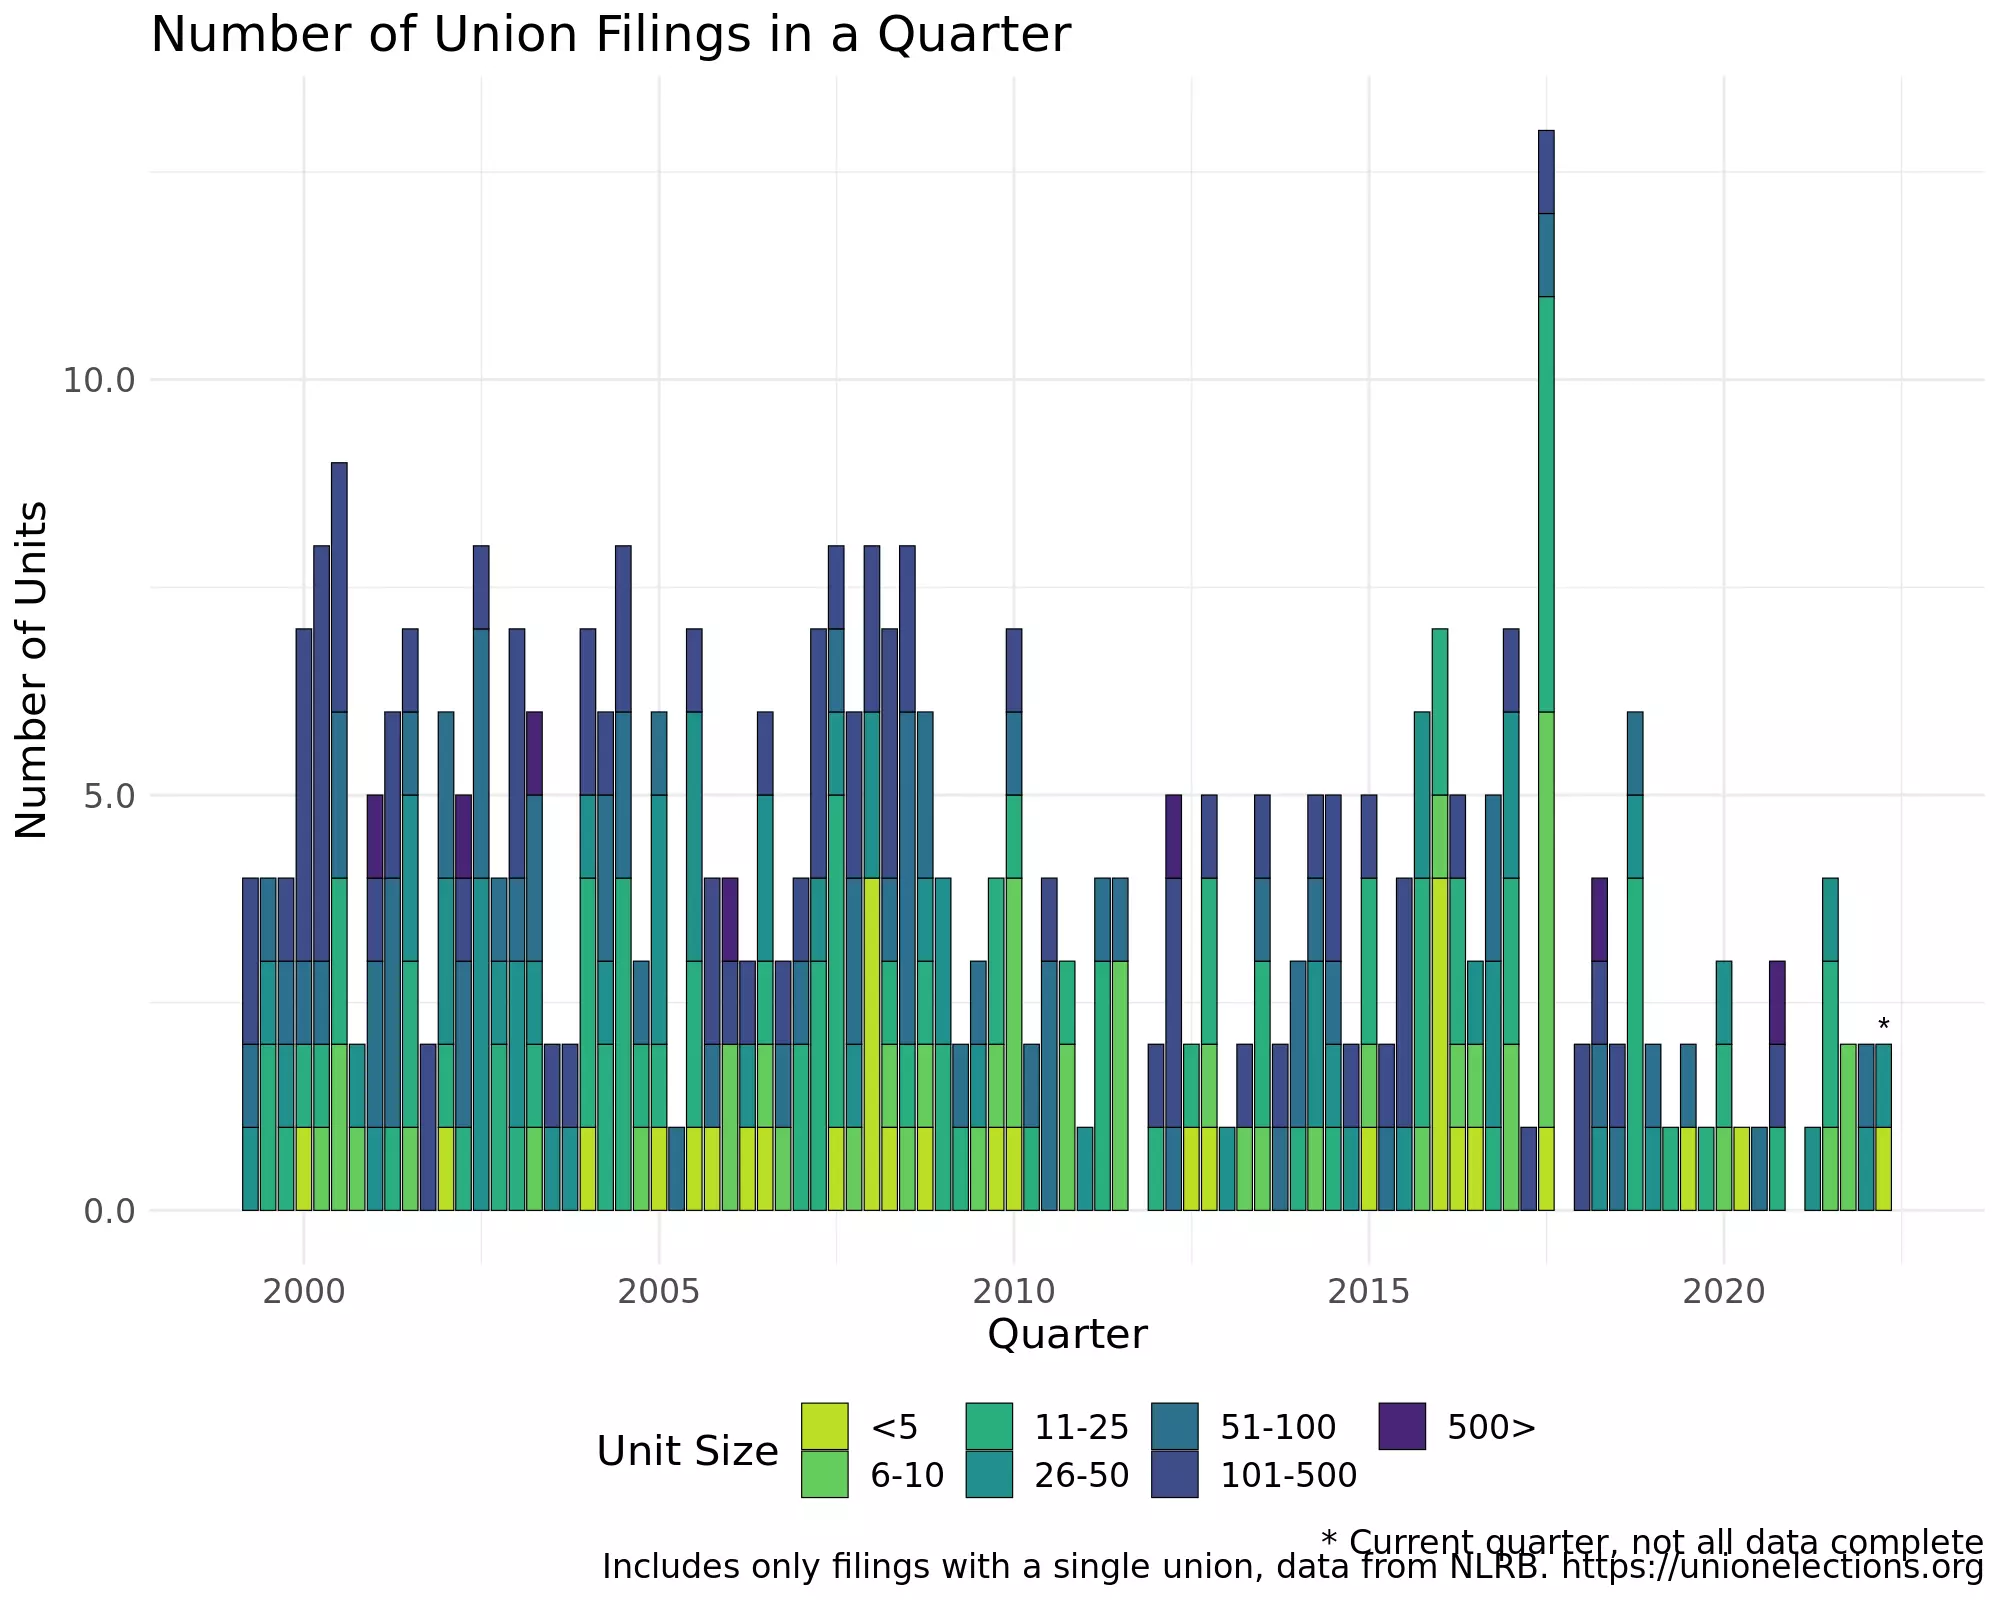 Number of Union Filings in a Quarter
Number of Units
10.0
5.0
0.0
*
2000 2005 2010 2015 2020
Quarter
Unit Size
<5 11-25 51-100 500>
6-10 26-50 101-500
* Current quarter, not all data complete
Includes only filings with a single union, data from NLRB. https://unionelections.org